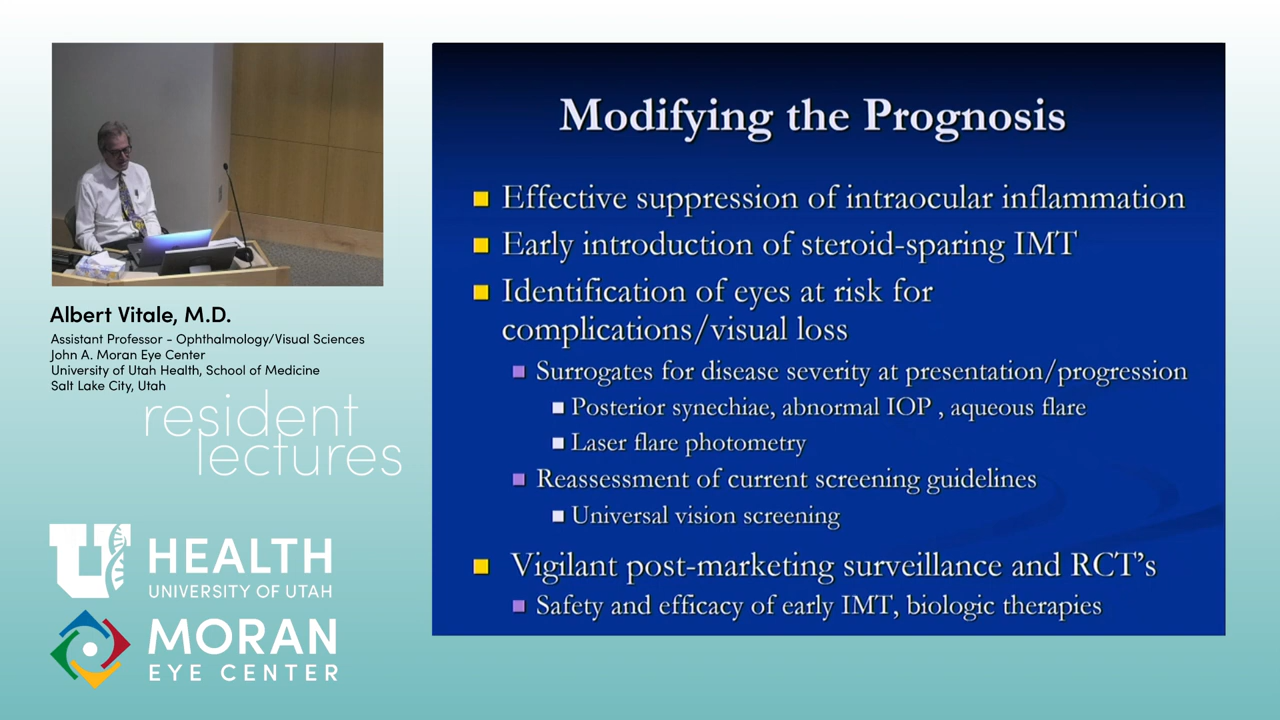 Albert Vitale, M.D.
Assistant Professor - Ophthalmology/Visual Sciences
John A. Moran Eye Center
University of Utah Health, School of Medicine
Salt Lake City, Utah
resident
lectures
U HEALTH
UNIVERSITY OF UTAH
MORAN
EYE CENTER
Modifying the Prognosis
Effective suppression of intraocular inflammation
Early introduction of steroid-sparing IMT
Identification of eyes at risk for
complications/visual loss
Surrogates for disease severity at presentation/progression
Posterior synechiae, abnormal IOP , aqueous flare
Laser flare photometry
Reassessment of current screening guidelines
Universal vision screening
Vigilant post-marketing surveillance and RCT's
Safety and efficacy of early IMT, biologic therapies